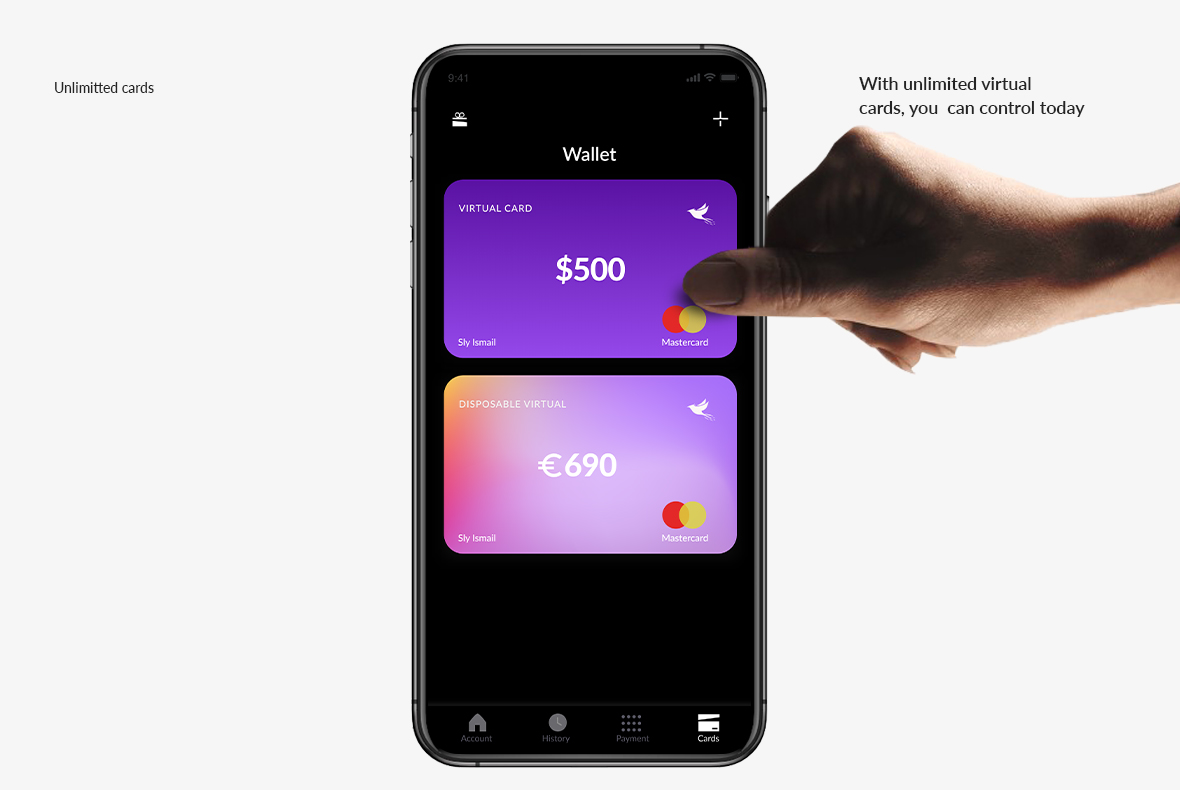 Unlimitted cards
With unlimited virtual
cards, you  can control today
9:41
Wallet
VIRTUAL CARD
$500
Sly Ismail
Mastercard
DISPOSABLE VIRTUAL
€690
Sly Ismail
Mastercard
Account
History
Payment
Cards